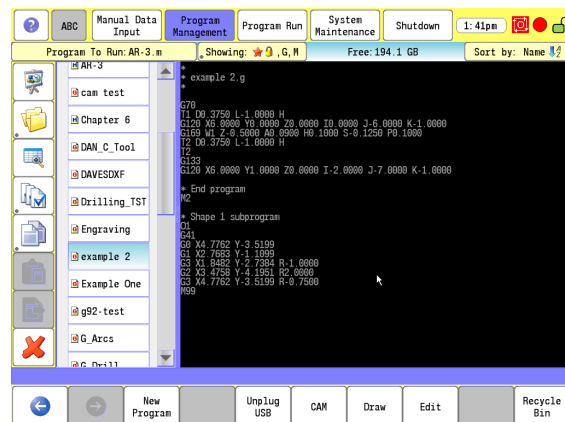 ABC
Manual Data Input
Program Management
Program Run
System Maintenance
Shutdown
1:41pm
Program To Run: AR-3.m
Showing: , G, M
Free: 194.1 GB
Sort by: Name
AR-3
cam test
Chapter 6
DAN_C_Tool
DAVESDXF
Drilling_TST
Engraving
example 2
Example One
g92-test
G_Arcs
G_Drill
*
* example 2.g
*
G70
T1 D0.3750 L-1.0000 H
G120 X6.0000 Y0.0000 Z0.0000 I0.0000 J-6.0000 K-1.0000
G169 W1 Z-0.5000 A0.0900 H0.1000 S-0.1250 P0.1000
T2 D0.3750 L-1.0000 H
T2
G133
G120 X6.0000 Y1.0000 Z0.0000 I-2.0000 J-7.0000 K-1.0000
* End program
M2
* Shape 1 subprogram
O1
G41
G0 X4.7762 Y-3.5199
G1 X2.7683 Y-1.1099
G3 X1.8482 Y-2.7384 R-1.0000
G2 X3.4758 Y-4.1951 R2.0000
G3 X4.7762 Y-3.5199 R-0.7500
M99
New Program
Unplug USB
CAM
Draw
Edit
Recycle Bin